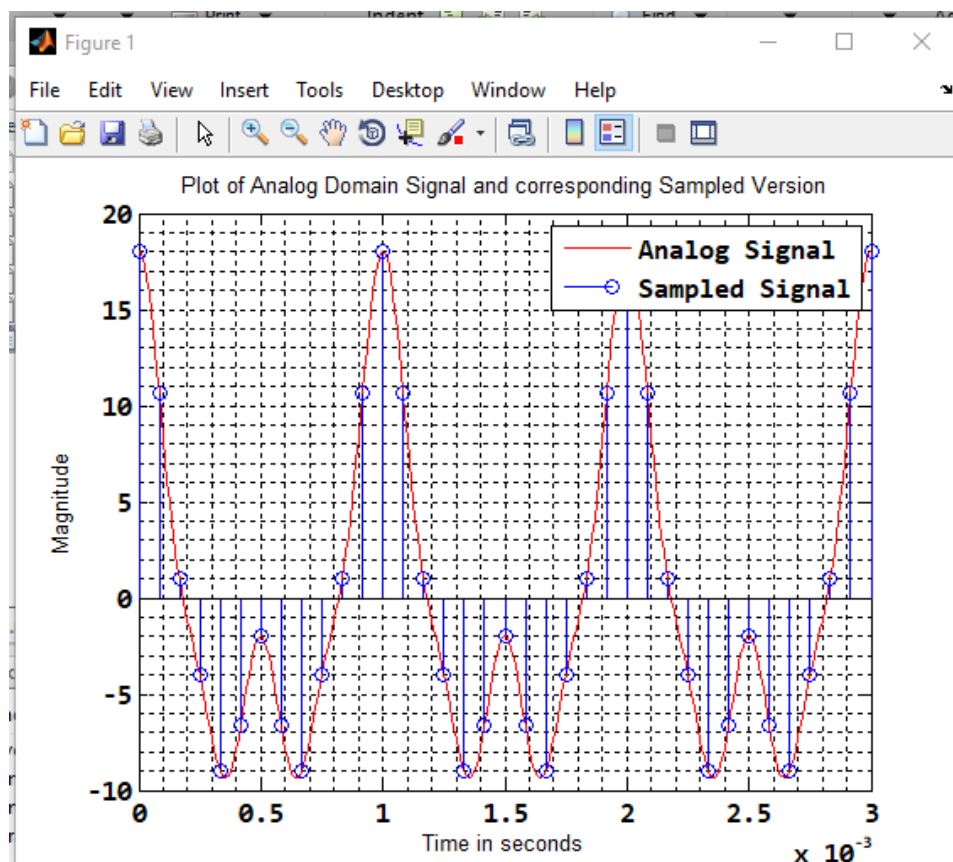 Print Indent Find
Figure 1
File Edit View Insert Tools Desktop Window Help
Plot of Analog Domain Signal and corresponding Sampled Version
Analog Signal
Sampled Signal
20
15
10
5
0
-5
-10
Magnitude
0 0.5 1 1.5 2 2.5 3
Time in seconds
x 10^-3